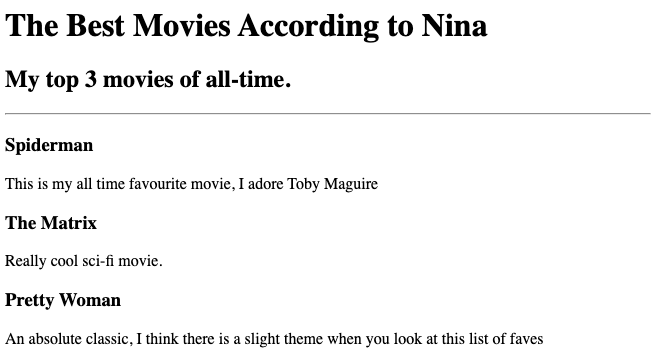 The Best Movies According to Nina
My top 3 movies of all-time.
Spiderman
This is my all time favourite movie, I adore Toby Maguire
The Matrix
Really cool sci-fi movie.
Pretty Woman
An absolute classic, I think there is a slight theme when you look at this list of faves